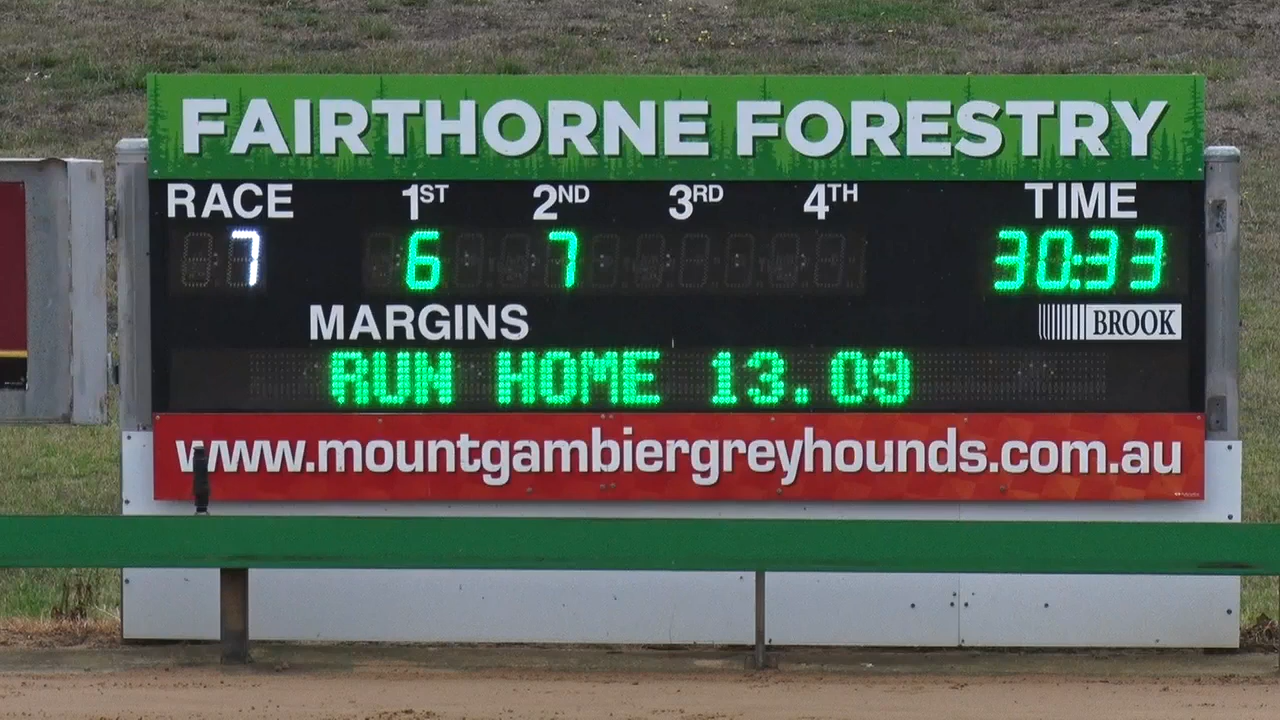 FAIRTHORNE FORESTRY
RACE 1ST 2ND 3RD 4TH TIME
7 6 7 30:33
MARGINS BROOK
RUN HOME 13.09
www.mountgambiergreyhounds.com.au